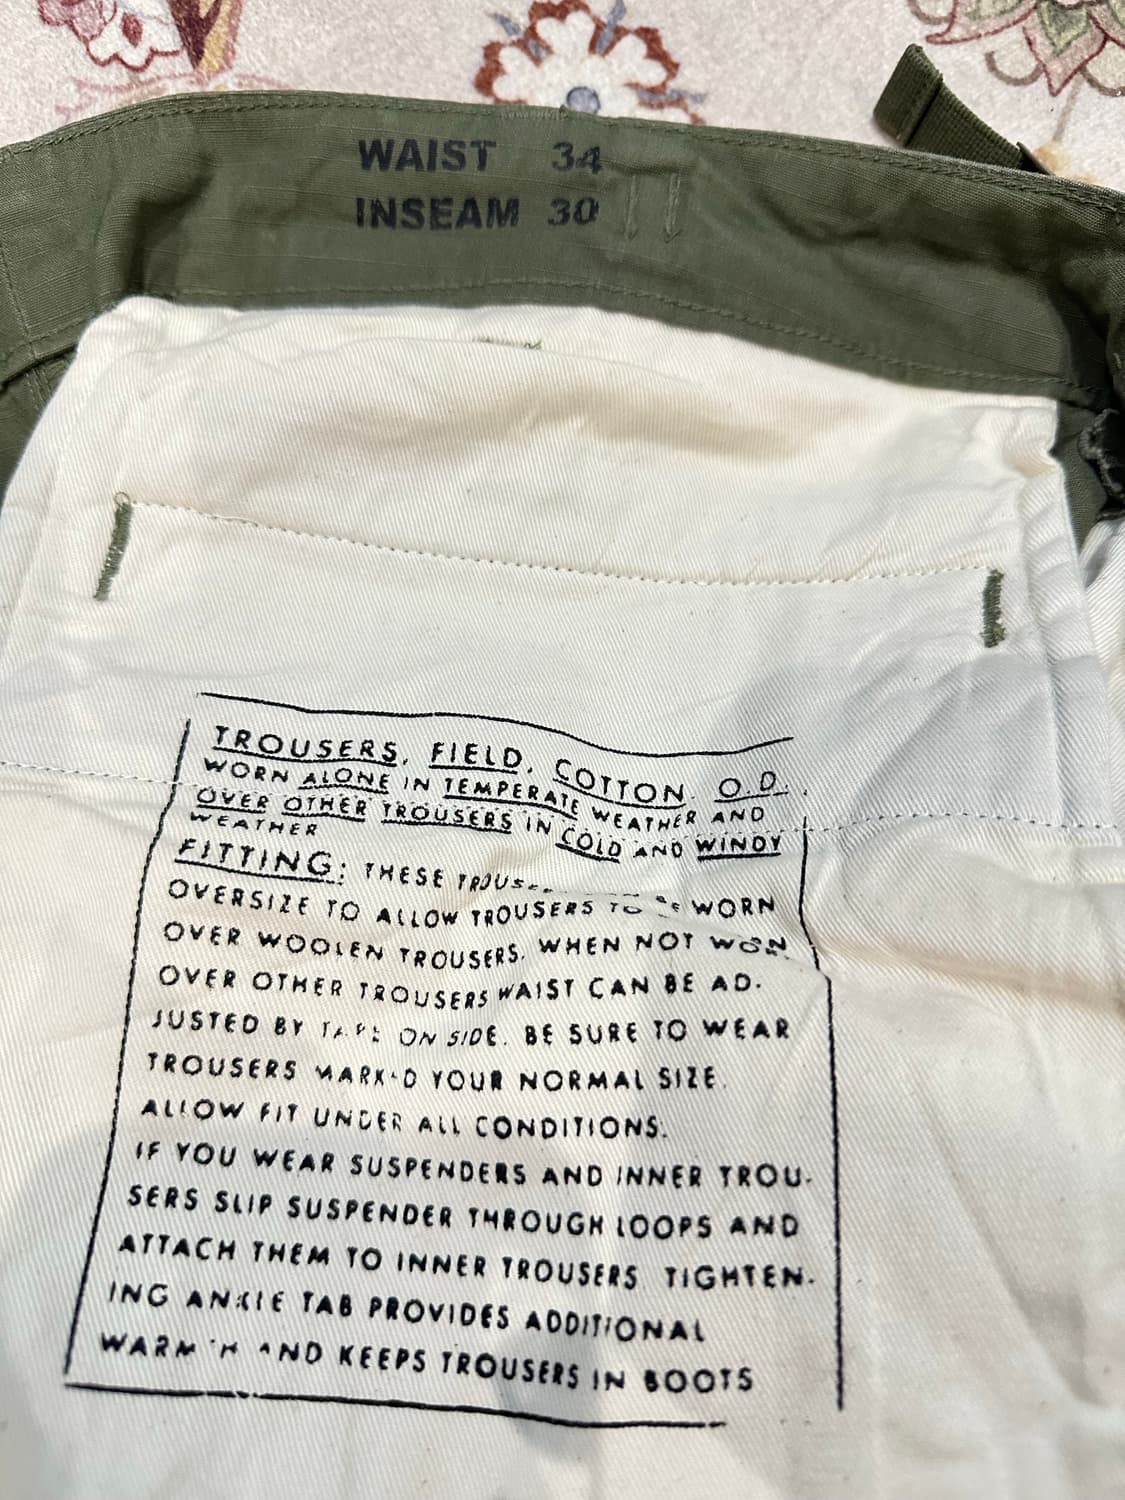 WAIST 34
INSEAM 30
TROUSERS, FIELD, COTTON. O.D.
WORN ALONE IN TEMPERATE WEATHER AND
OVER OTHER TROUSERS IN COLD AND WINDY
WEATHER
FITTING: THESE
OVERSIZE TO ALLOW TROUSERS TO BE WORN
OVER WOOLEN TROUSERS. WHEN NOT
OVER OTHER TROUSERS WAIST CAN BE AD.
JUSTED BY TAPE ON SIDE. BE SURE TO WEAR
TROUSERS MARK'D YOUR NORMAL SIZE.
ALLOW FIT UNDER ALL CONDITIONS.
IF YOU WEAR SUSPENDERS AND INNER TROU-
SERS SLIP SUSPENDER THROUGH LOOPS AND
ATTACH THEM TO INNER TROUSERS TIGHTEN-
ING ANKLE TAB PROVIDES ADDITIONAL
WARMTH AND KEEPS TROUSERS IN BOOTS